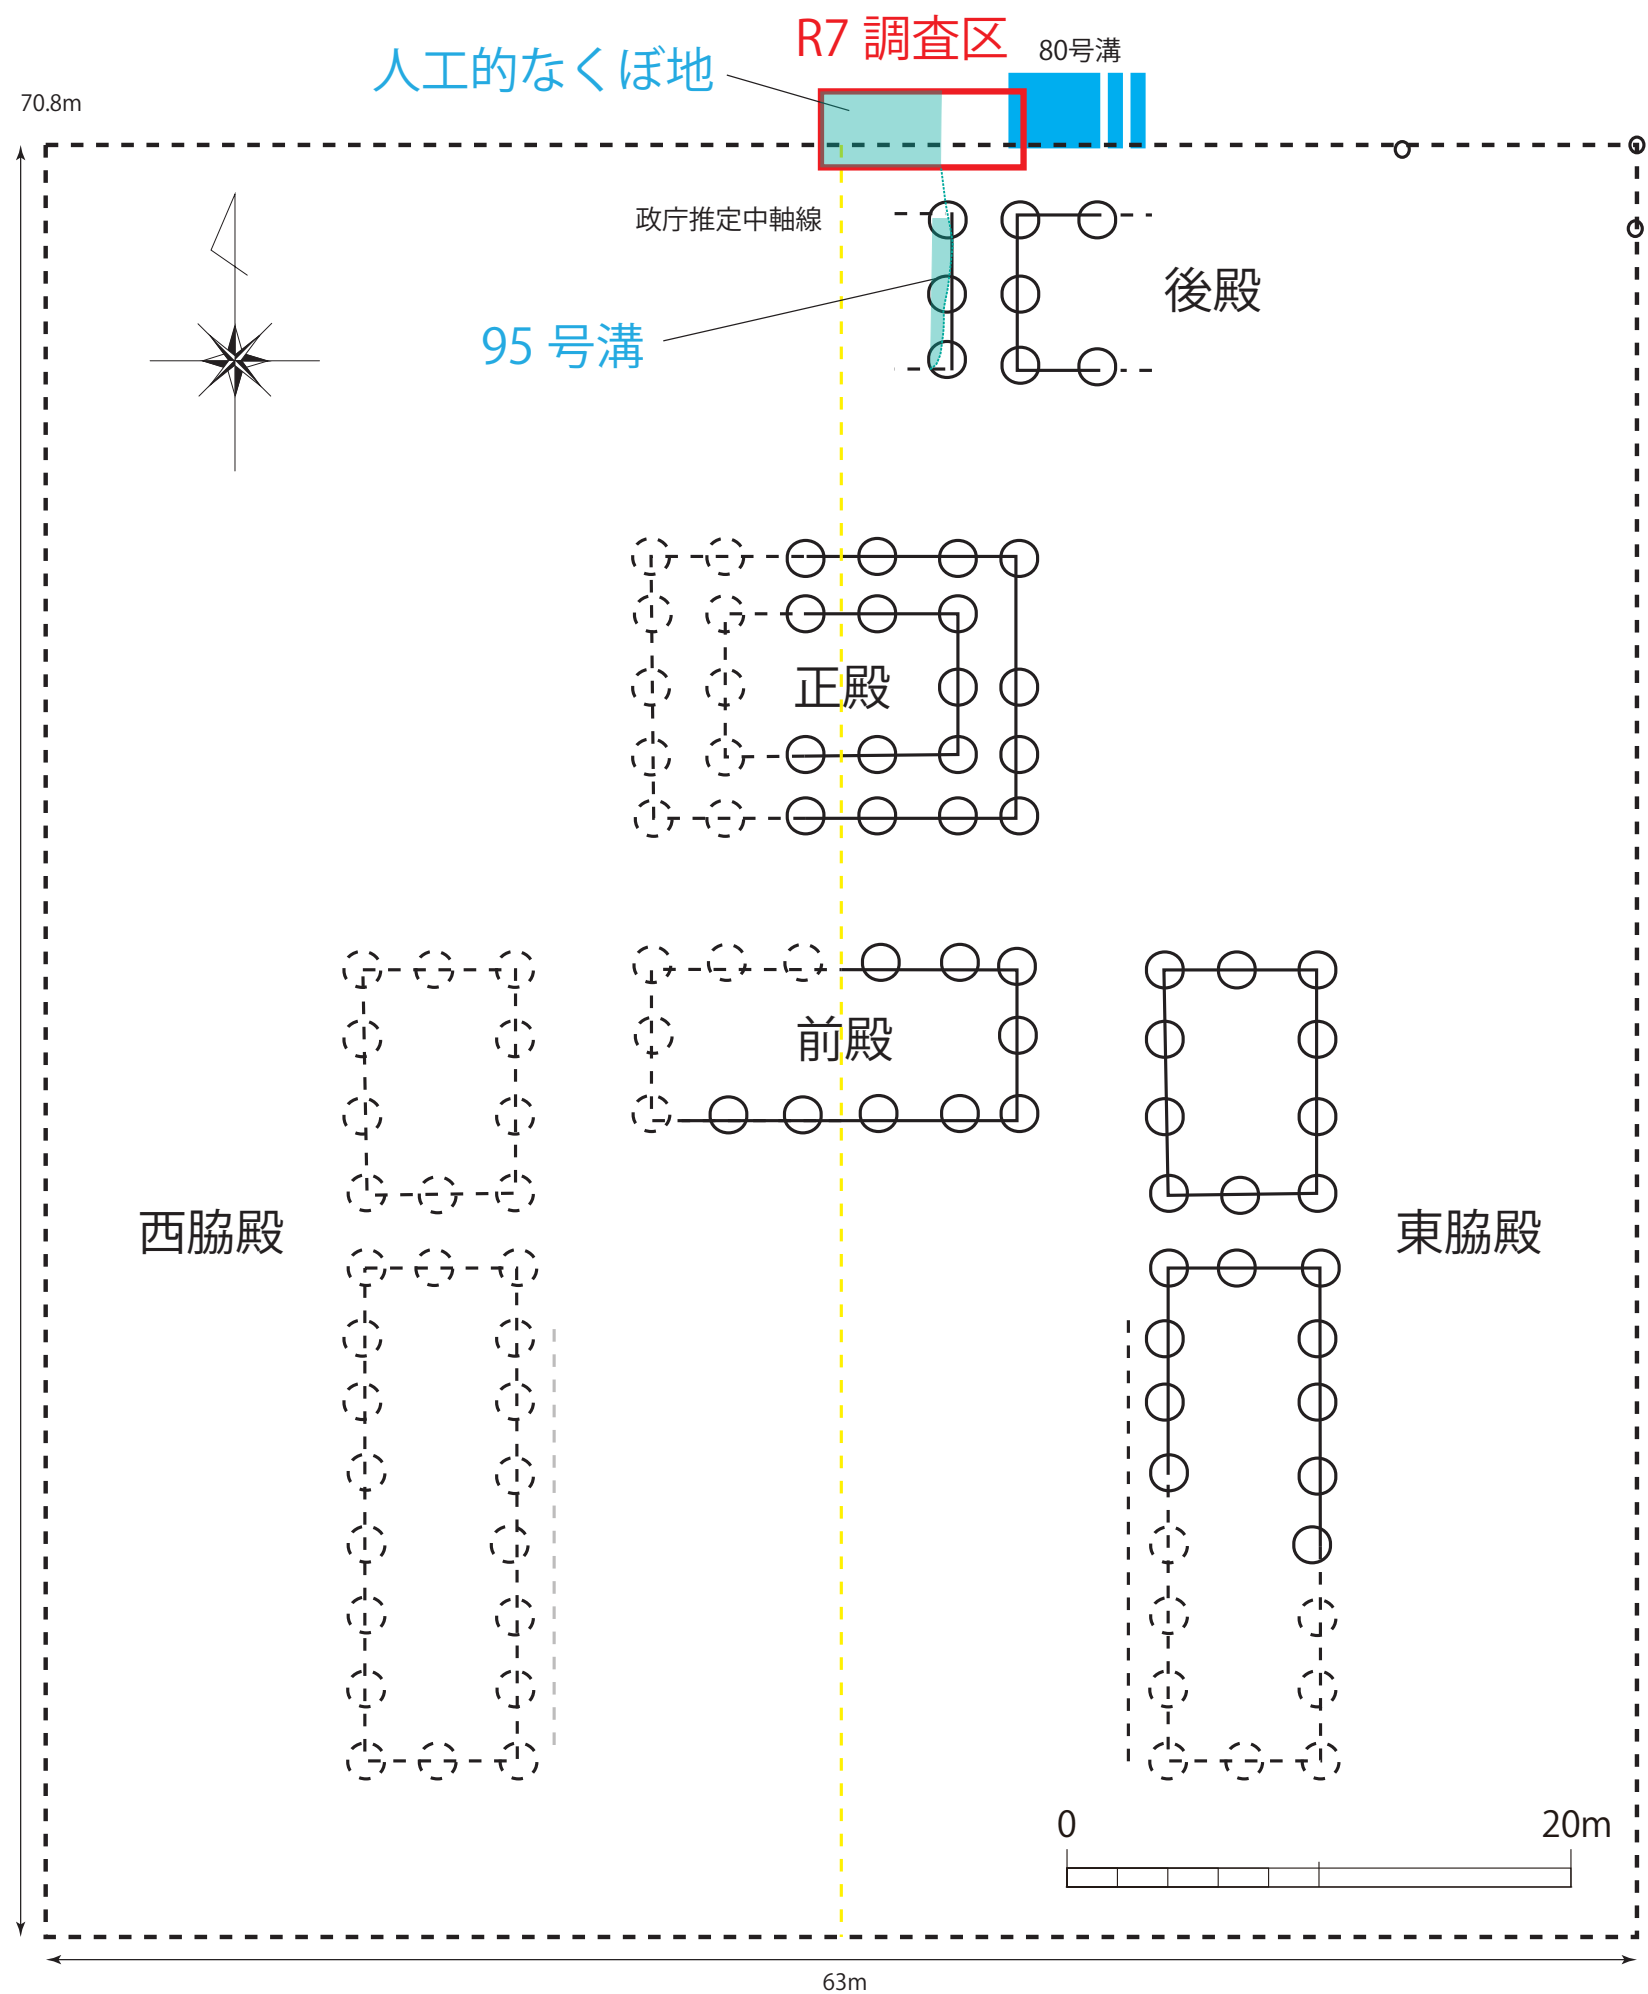 R7 調査区
80号溝
人工的なくぼ地
70.8m
政庁推定中軸線
後殿
95 号溝
正殿
前殿
西脇殿
東脇殿
0
20m
63m